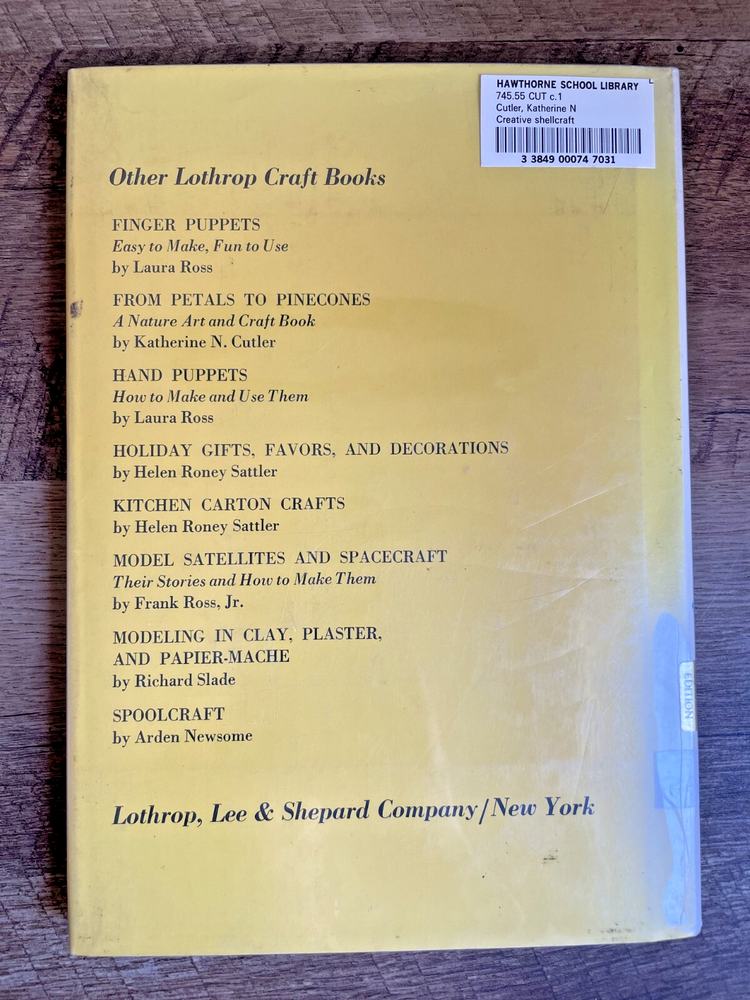 HAWTHORNE SCHOOL LIBRARY
745.55 CUT c.1
Cutler, Katherine N
Creative shellcraft
3 3849 00074 7031
Other Lothrop Craft Books
FINGER PUPPETS
Easy to Make, Fun to Use
by Laura Ross
FROM PETALS TO PINECONES
A Nature Art and Craft Book
by Katherine N. Cutler
HAND PUPPETS
How to Make and Use Them
by Laura Ross
HOLIDAY GIFTS, FAVORS, AND DECORATIONS
by Helen Roney Sattler
KITCHEN CARTON CRAFTS
by Helen Roney Sattler
MODEL SATELLITES AND SPACECRAFT
Their Stories and How to Make Them
by Frank Ross, Jr.
MODELING IN CLAY, PLASTER,
AND PAPIER-MACHE
by Richard Slade
SPOOLCRAFT
by Arden Newsome
Lothrop, Lee & Shepard Company/New York
EDITION